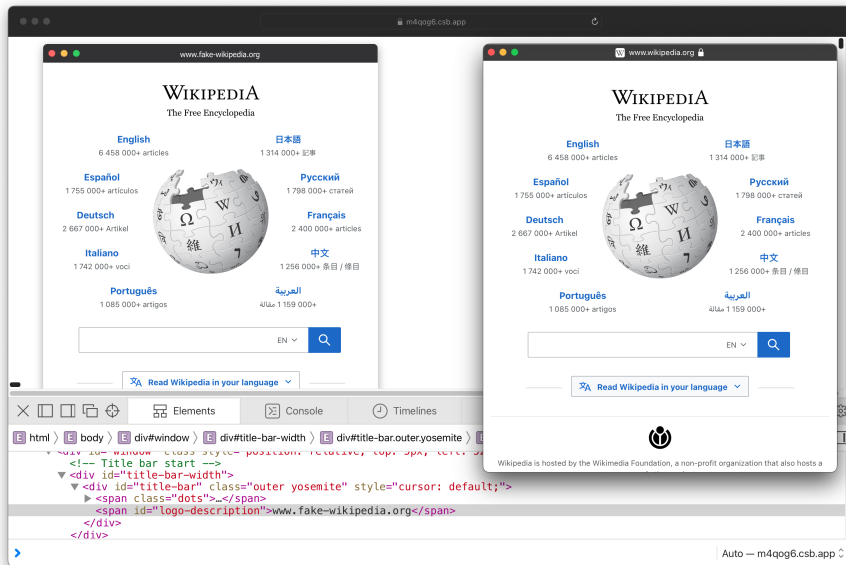 m4qog6.csb.app
www.fake-wikipedia.org
WIKIPEDIA
The Free Encyclopedia
English
6 458 000+ articles
日本語
1 314 000+ 記事
Español
1 755 000+ artículos
Русский
1 798 000+ статей
Deutsch
2 667 000+ Artikel
Français
2 400 000+ articles
Italiano
1 742 000+ voci
中文
1 256 000+ 条目 / 條目
Português
1 085 000+ artigos
العربية
1 159 000+ مقالة
EN
Read Wikipedia in your language
W www.wikipedia.org
WIKIPEDIA
The Free Encyclopedia
English
6 458 000+ articles
日本語
1 314 000+ 記事
Español
1 755 000+ artículos
Русский
1 798 000+ статей
Deutsch
2 667 000+ Artikel
Français
2 400 000+ articles
Italiano
1 742 000+ voci
中文
1 256 000+ 条目 / 條目
Português
1 085 000+ artigos
العربية
1 159 000+ مقالة
EN
Read Wikipedia in your language
Wikipedia is hosted by the Wikimedia Foundation, a non-profit organization that also hosts a
Elements
Console
Timelines
E html E body E div#window E div#title-bar-width E div#title-bar.outer.yosemite E
<!-- Title bar start -->
<div id="title-bar-width">
<div id="title-bar" class="outer yosemite" style="cursor: default;">
<span class="dots">…</span>
<span id="logo-description">www.fake-wikipedia.org</span>
</div>
</div>
Auto — m4qog6.csb.app